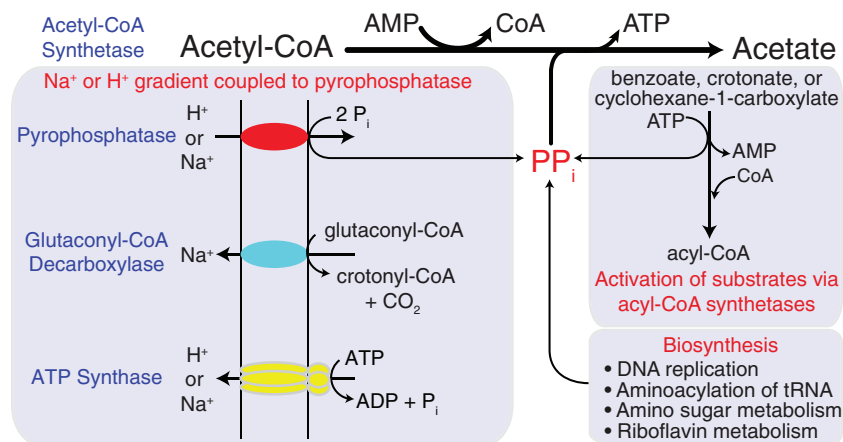 Acetyl-CoA
Synthetase
Acetyl-CoA
AMP
CoA
ATP
Acetate
Na⁺ or H⁺ gradient coupled to pyrophosphatase
Pyrophosphatase
H⁺
or
Na⁺
2 Pᵢ
PPᵢ
Glutaconyl-CoA
Decarboxylase
Na⁺
glutaconyl-CoA
crotonyl-CoA
+ CO₂
ATP Synthase
H⁺
or
Na⁺
ATP
ADP + Pᵢ
benzoate, crotonate, or
cyclohexane-1-carboxylate
ATP
AMP
CoA
acyl-CoA
Activation of substrates via
acyl-CoA synthetases
Biosynthesis
• DNA replication
• Aminoacylation of tRNA
• Amino sugar metabolism
• Riboflavin metabolism